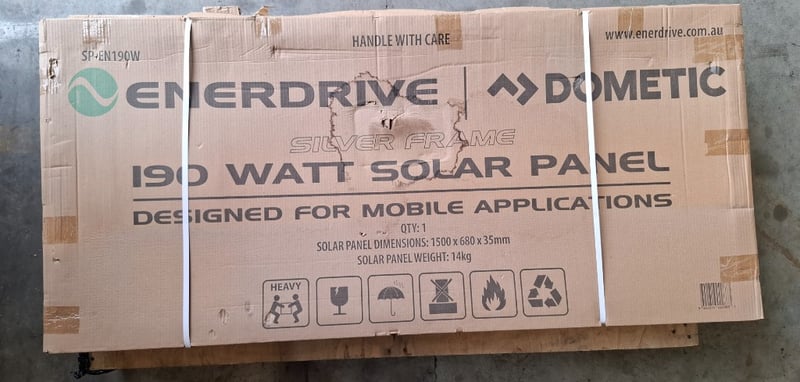 HANDLE WITH CARE
www.enerdrive.com.au
SP-EN190W
ENERDRIVE | DOMETIC
SILVER FRAME
190 WATT SOLAR PANEL
DESIGNED FOR MOBILE APPLICATIONS
QTY: 1
SOLAR PANEL DIMENSIONS: 1500 x 680 x 35mm
SOLAR PANEL WEIGHT: 14kg
HEAVY